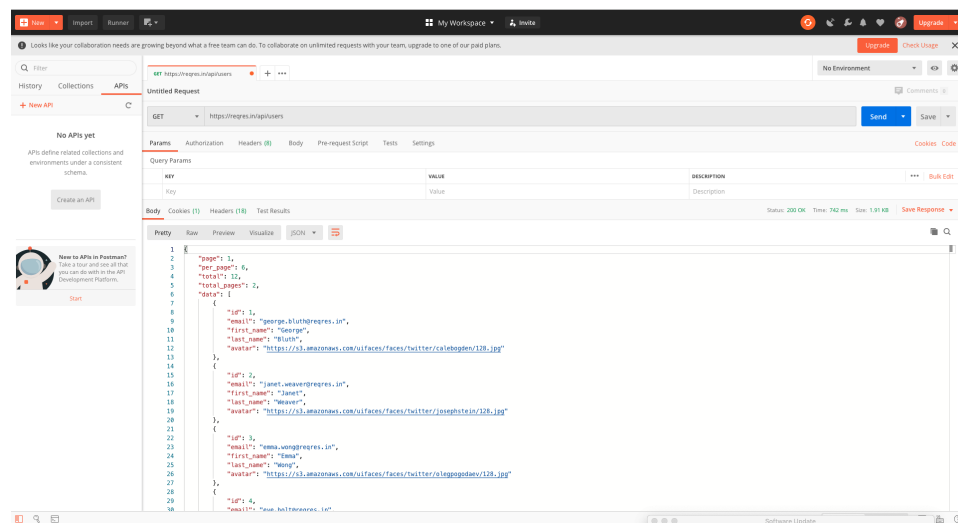 New Import Runner My Workspace Invite Upgrade
Looks like your collaboration needs are growing beyond what a free team can do. To collaborate on unlimited requests with your team, upgrade to one of our paid plans. Upgrade Check Usage
Filter
History Collections APIs
+ New API
No APIs yet
APIs define related collections and
environments under a consistent
schema.
Create an API
New to APIs in Postman?
Take a tour and see all that
you can do with in the API
Development Platform.
Start
GET https://reqres.in/api/users + ••• No Environment
Untitled Request Comments 0
GET https://reqres.in/api/users Send Save
Params Authorization Headers (8) Body Pre-request Script Tests Settings Cookies Code
Query Params
KEY VALUE DESCRIPTION ••• Bulk Edit
Key Value Description
Body Cookies (1) Headers (18) Test Results Status: 200 OK Time: 742 ms Size: 1.91 KB Save Response
Pretty Raw Preview Visualize JSON
1 {
2 "page": 1,
3 "per_page": 6,
4 "total": 12,
5 "total_pages": 2,
6 "data": [
7 {
8 "id": 1,
9 "email": "george.bluth@reqres.in",
10 "first_name": "George",
11 "last_name": "Bluth",
12 "avatar": "https://s3.amazonaws.com/uifaces/faces/twitter/calebogden/128.jpg"
13 },
14 {
15 "id": 2,
16 "email": "janet.weaver@reqres.in",
17 "first_name": "Janet",
18 "last_name": "Weaver",
19 "avatar": "https://s3.amazonaws.com/uifaces/faces/twitter/josephstein/128.jpg"
20 },
21 {
22 "id": 3,
23 "email": "emma.wong@reqres.in",
24 "first_name": "Emma",
25 "last_name": "Wong",
26 "avatar": "https://s3.amazonaws.com/uifaces/faces/twitter/olegpogodaev/128.jpg"
27 },
28 {
29 "id": 4,
30 "email": "eve.holt@reqres.in"
Software Update